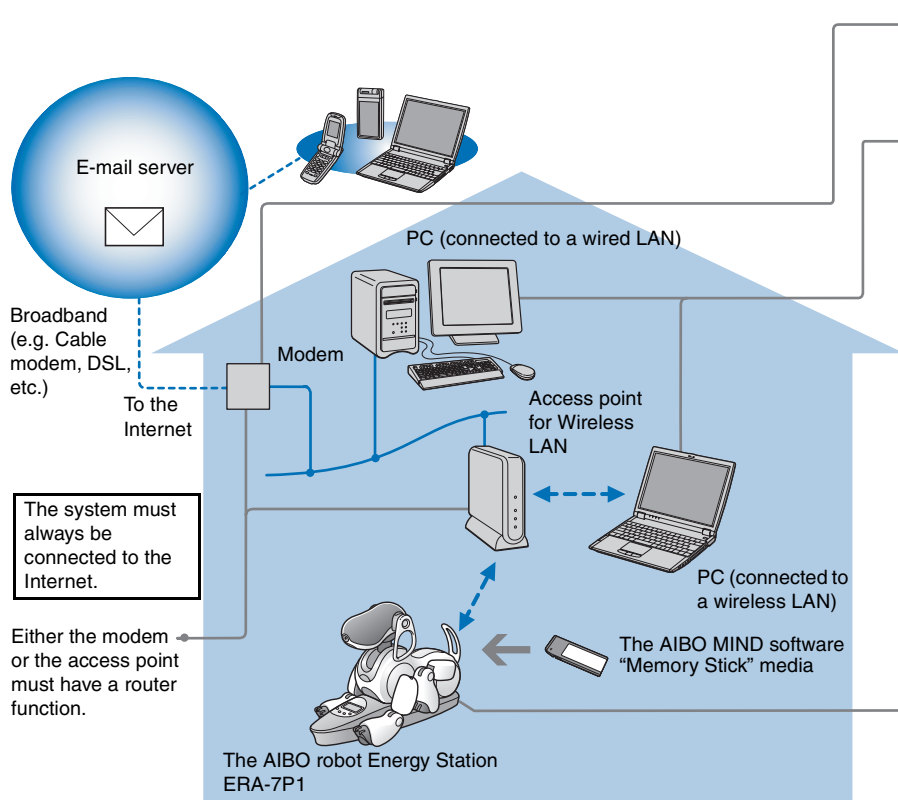 E-mail server
PC (connected to a wired LAN)
Broadband
(e.g. Cable
modem, DSL,
etc.)
Modem
To the
Internet
Access point
for Wireless
LAN
The system must
always be
connected to the
Internet.
PC (connected to
a wireless LAN)
Either the modem
or the access point
must have a router
function.
The AIBO MIND software
“Memory Stick” media
The AIBO robot Energy Station
ERA-7P1